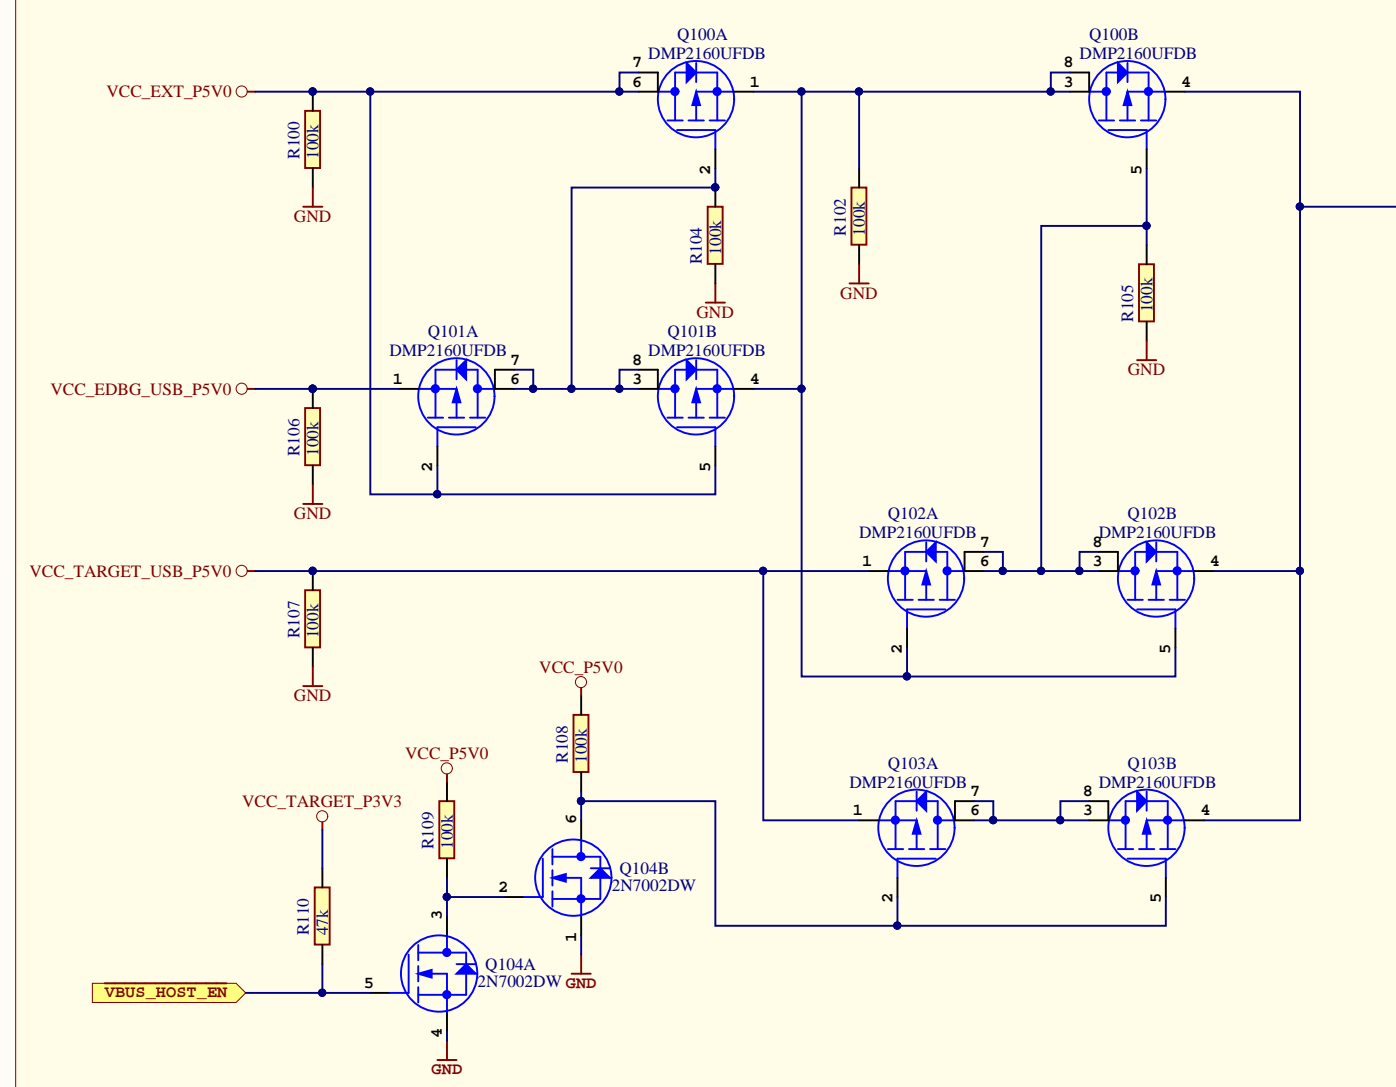 Q100A
DMP2160UFDB
Q100B
DMP2160UFDB
7
6
1
8
3
4
VCC_EXT_P5V0
R100
100k
GND
2
5
R104
100k
GND
R102
100k
GND
R105
100k
GND
Q101A
DMP2160UFDB
Q101B
DMP2160UFDB
VCC_EDBG_USB_P5V0
1
7
6
8
3
4
R106
100k
GND
2
5
Q102A
DMP2160UFDB
Q102B
DMP2160UFDB
VCC_TARGET_USB_P5V0
1
7
6
8
3
4
R107
100k
GND
2
5
VCC_P5V0
R108
100k
VCC_P5V0
R109
100k
VCC_TARGET_P3V3
R110
47k
Q103A
DMP2160UFDB
Q103B
DMP2160UFDB
1
7
6
8
3
4
2
5
6
Q104B
2N7002DW
2
1
GND
3
Q104A
2N7002DW
VBUS_HOST_EN
5
4
GND